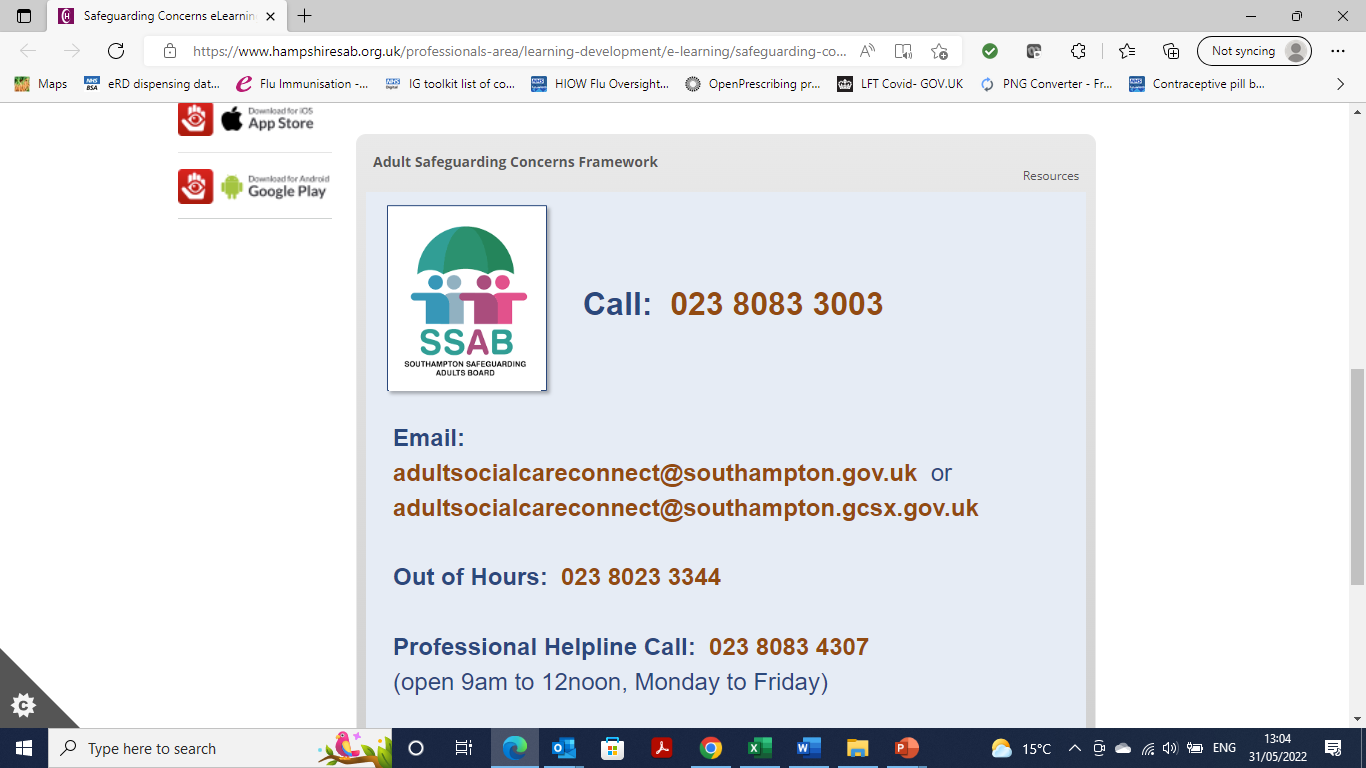 Safeguarding Concerns eLearnin
https://www.hampshiresab.org.uk/professionals-area/learning-development/e-learning/safeguarding-co...
Not syncing
Maps
NHS BSA
eRD dispensing dat...
Flu Immunisation -...
NHS Digital
IG toolkit list of co...
HIOW Flu Oversight...
OpenPrescribing pr...
LFT Covid- GOV.UK
PNG Converter - Fr...
Contraceptive pill b...
Download for iOS
App Store
Download for Android
Google Play
Adult Safeguarding Concerns Framework
Resources
SSAB
SOUTHAMPTON SAFEGUARDING
ADULTS BOARD
Call: 023 8083 3003
Email:
adultsocialcareconnect@southampton.gov.uk or
adultsocialcareconnect@southampton.gcsx.gov.uk
Out of Hours: 023 8023 3344
Professional Helpline Call: 023 8083 4307
(open 9am to 12noon, Monday to Friday)
Type here to search
15°C
ENG
13:04
31/05/2022